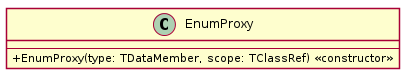 C EnumProxy
+EnumProxy(type: TDataMember, scope: TClassRef) «constructor»